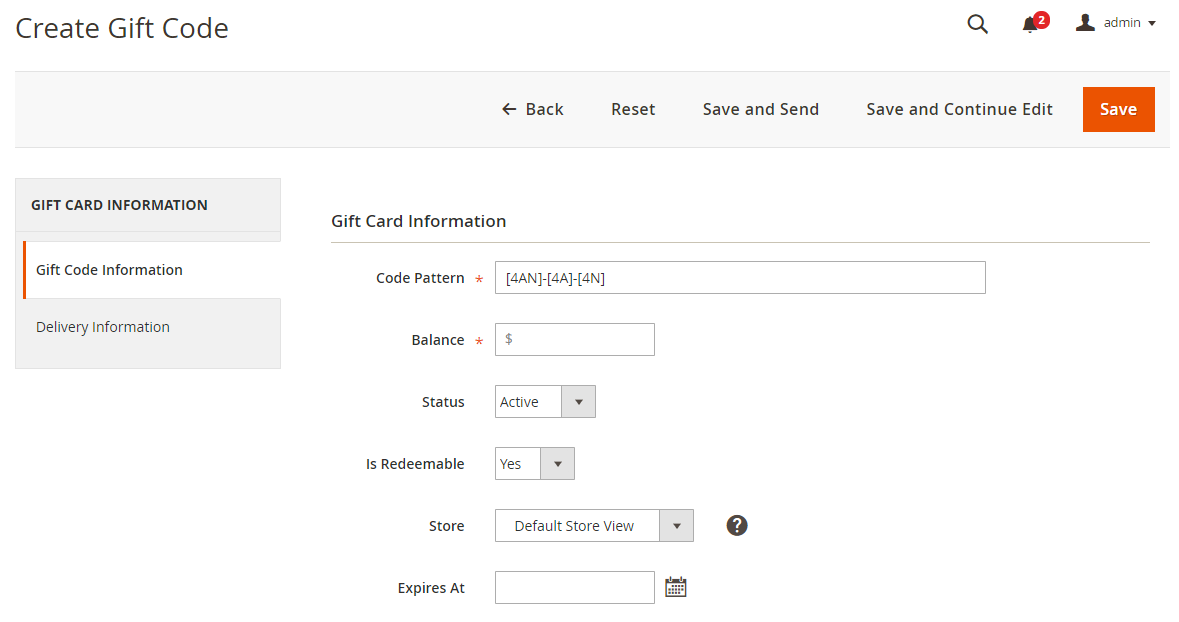 Create Gift Code
2
admin
Back Reset Save and Send Save and Continue Edit Save
GIFT CARD INFORMATION
Gift Code Information
Delivery Information
Gift Card Information
Code Pattern * [4AN]-[4A]-[4N]
Balance * $
Status Active
Is Redeemable Yes
Store Default Store View ?
Expires At